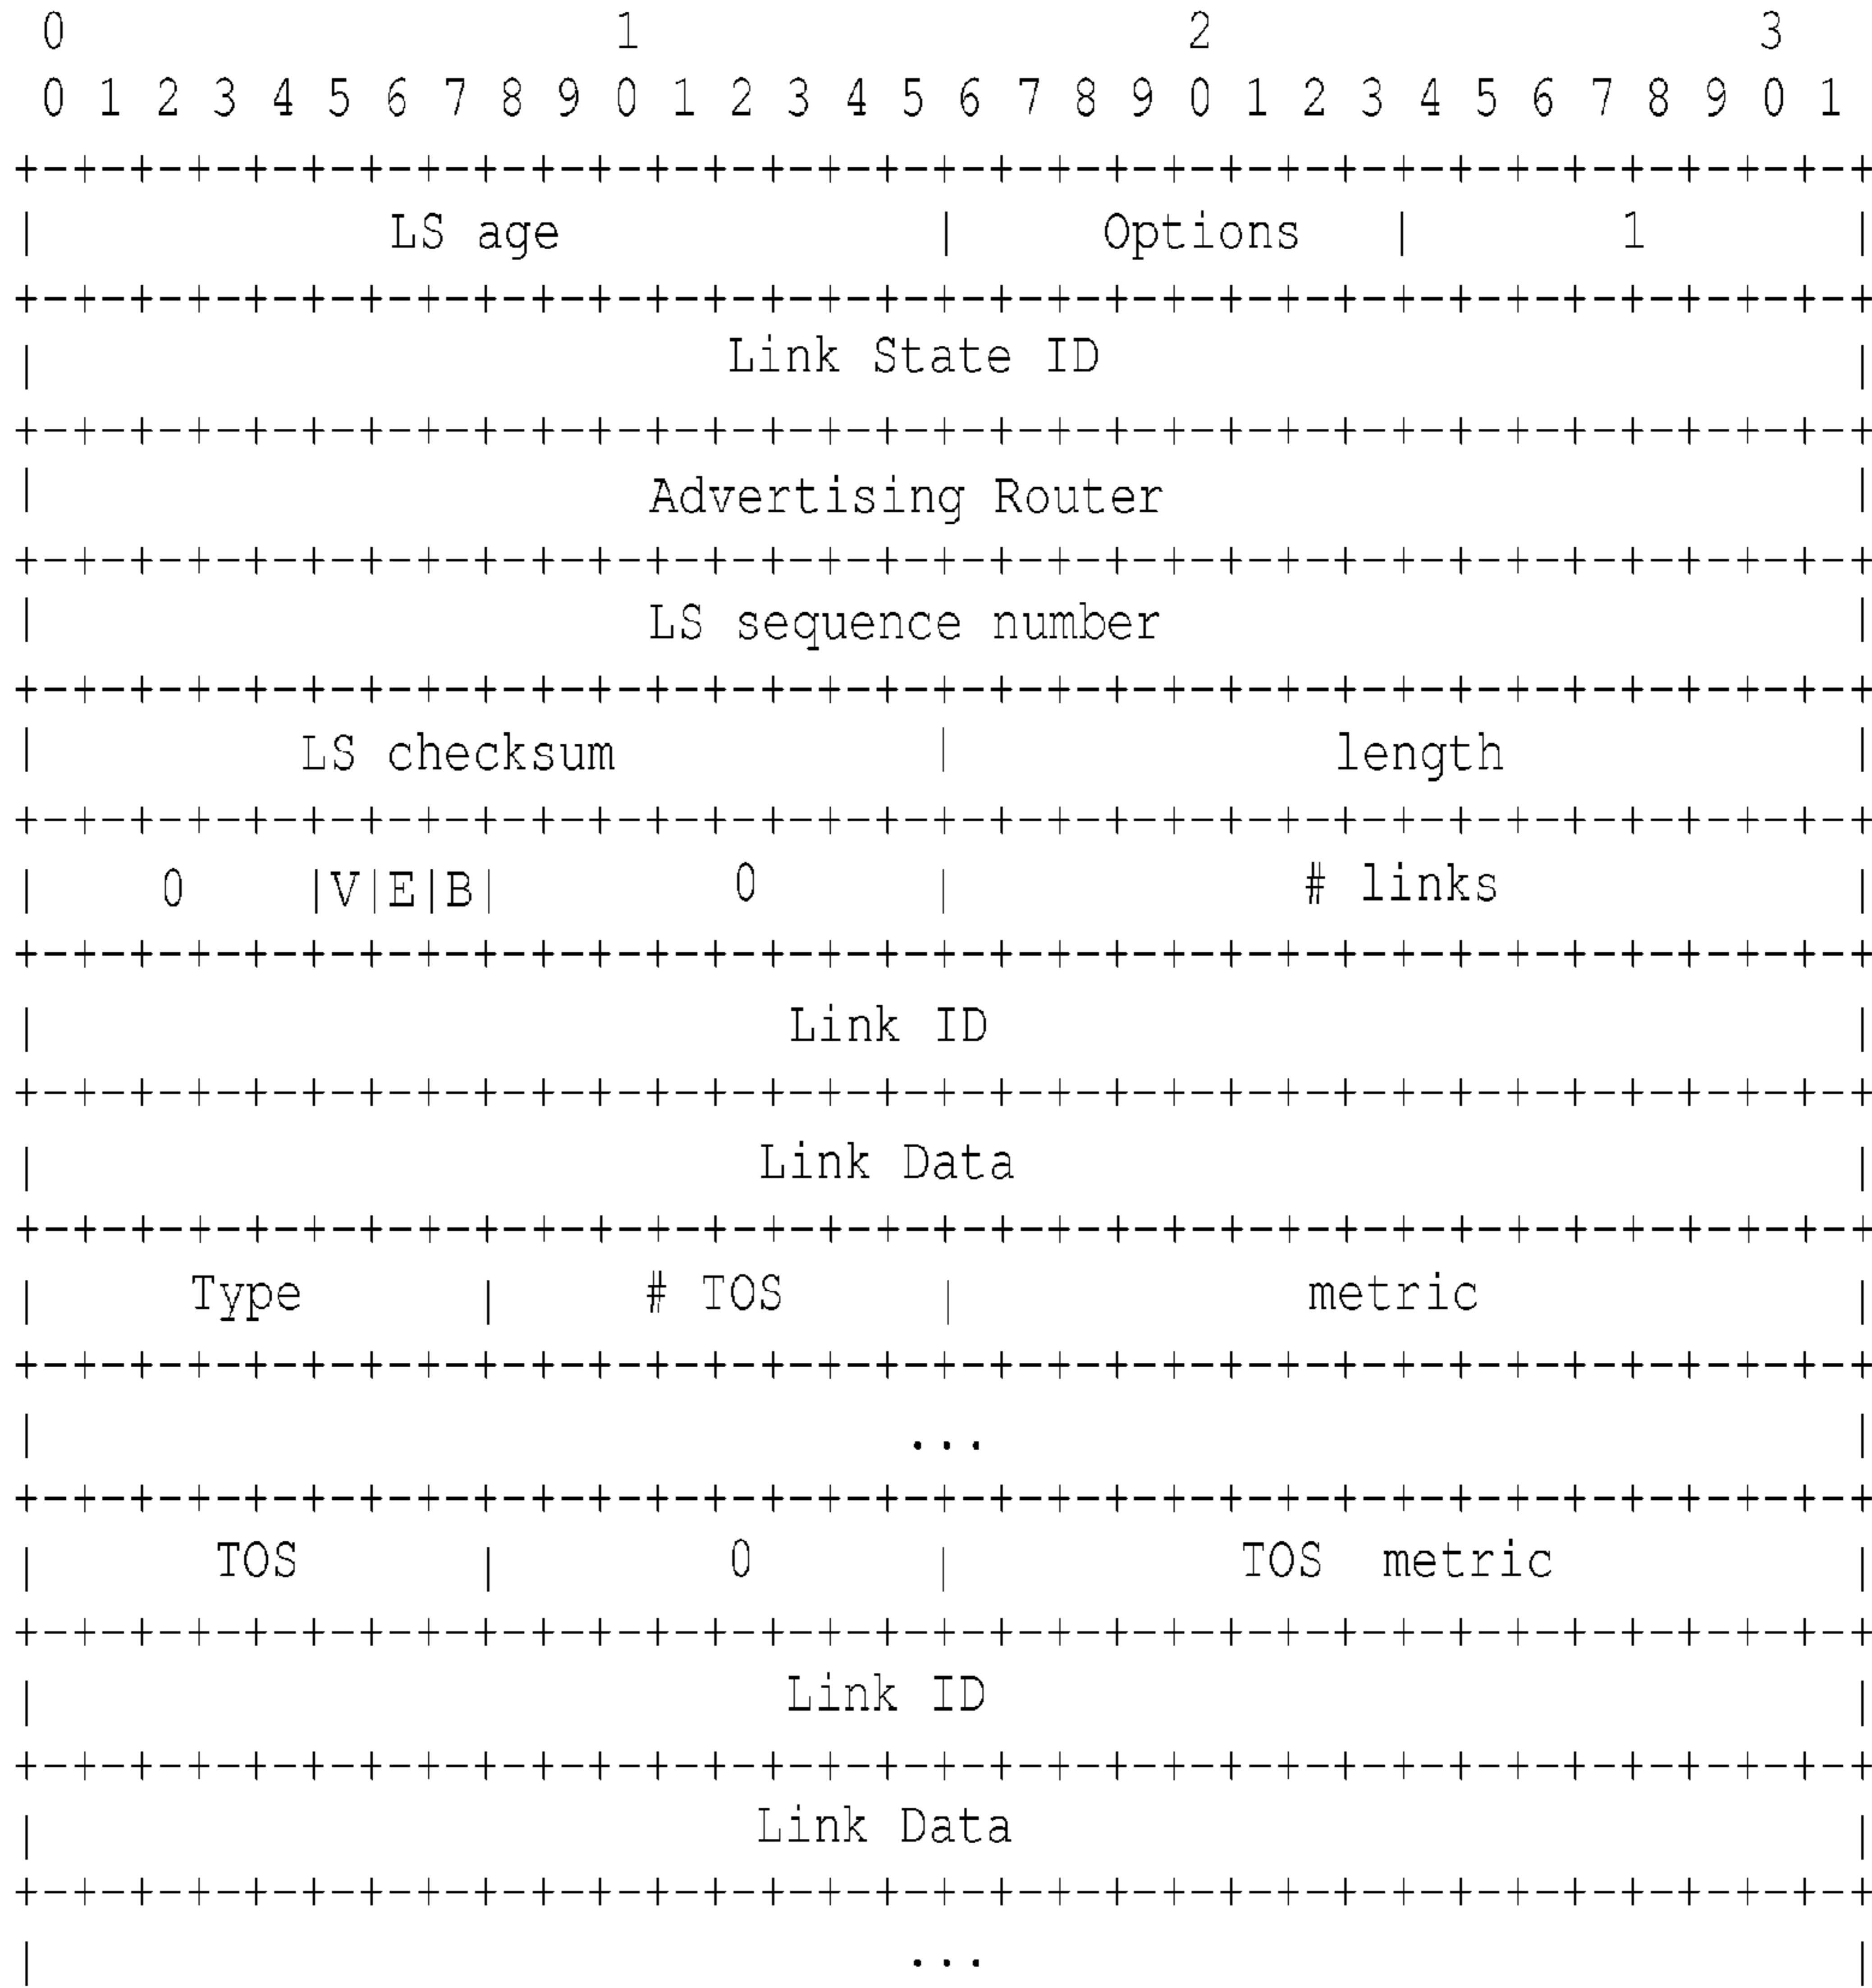 0                   1                   2                   3
0 1 2 3 4 5 6 7 8 9 0 1 2 3 4 5 6 7 8 9 0 1 2 3 4 5 6 7 8 9 0 1
+-+-+-+-+-+-+-+-+-+-+-+-+-+-+-+-+-+-+-+-+-+-+-+-+-+-+-+-+-+-+-+-+
|            LS age             |     Options   |       1       |
+-+-+-+-+-+-+-+-+-+-+-+-+-+-+-+-+-+-+-+-+-+-+-+-+-+-+-+-+-+-+-+-+
|                        Link State ID                          |
+-+-+-+-+-+-+-+-+-+-+-+-+-+-+-+-+-+-+-+-+-+-+-+-+-+-+-+-+-+-+-+-+
|                     Advertising Router                        |
+-+-+-+-+-+-+-+-+-+-+-+-+-+-+-+-+-+-+-+-+-+-+-+-+-+-+-+-+-+-+-+-+
|                     LS sequence number                        |
+-+-+-+-+-+-+-+-+-+-+-+-+-+-+-+-+-+-+-+-+-+-+-+-+-+-+-+-+-+-+-+-+
|         LS checksum           |             length            |
+-+-+-+-+-+-+-+-+-+-+-+-+-+-+-+-+-+-+-+-+-+-+-+-+-+-+-+-+-+-+-+-+
|    0    |V|E|B|        0      |            # links            |
+-+-+-+-+-+-+-+-+-+-+-+-+-+-+-+-+-+-+-+-+-+-+-+-+-+-+-+-+-+-+-+-+
|                          Link ID                              |
+-+-+-+-+-+-+-+-+-+-+-+-+-+-+-+-+-+-+-+-+-+-+-+-+-+-+-+-+-+-+-+-+
|                         Link Data                             |
+-+-+-+-+-+-+-+-+-+-+-+-+-+-+-+-+-+-+-+-+-+-+-+-+-+-+-+-+-+-+-+-+
|     Type      |     # TOS     |            metric             |
+-+-+-+-+-+-+-+-+-+-+-+-+-+-+-+-+-+-+-+-+-+-+-+-+-+-+-+-+-+-+-+-+
|                              ...                              |
+-+-+-+-+-+-+-+-+-+-+-+-+-+-+-+-+-+-+-+-+-+-+-+-+-+-+-+-+-+-+-+-+
|      TOS      |        0      |          TOS  metric          |
+-+-+-+-+-+-+-+-+-+-+-+-+-+-+-+-+-+-+-+-+-+-+-+-+-+-+-+-+-+-+-+-+
|                          Link ID                              |
+-+-+-+-+-+-+-+-+-+-+-+-+-+-+-+-+-+-+-+-+-+-+-+-+-+-+-+-+-+-+-+-+
|                         Link Data                             |
+-+-+-+-+-+-+-+-+-+-+-+-+-+-+-+-+-+-+-+-+-+-+-+-+-+-+-+-+-+-+-+-+
|                              ...                              |